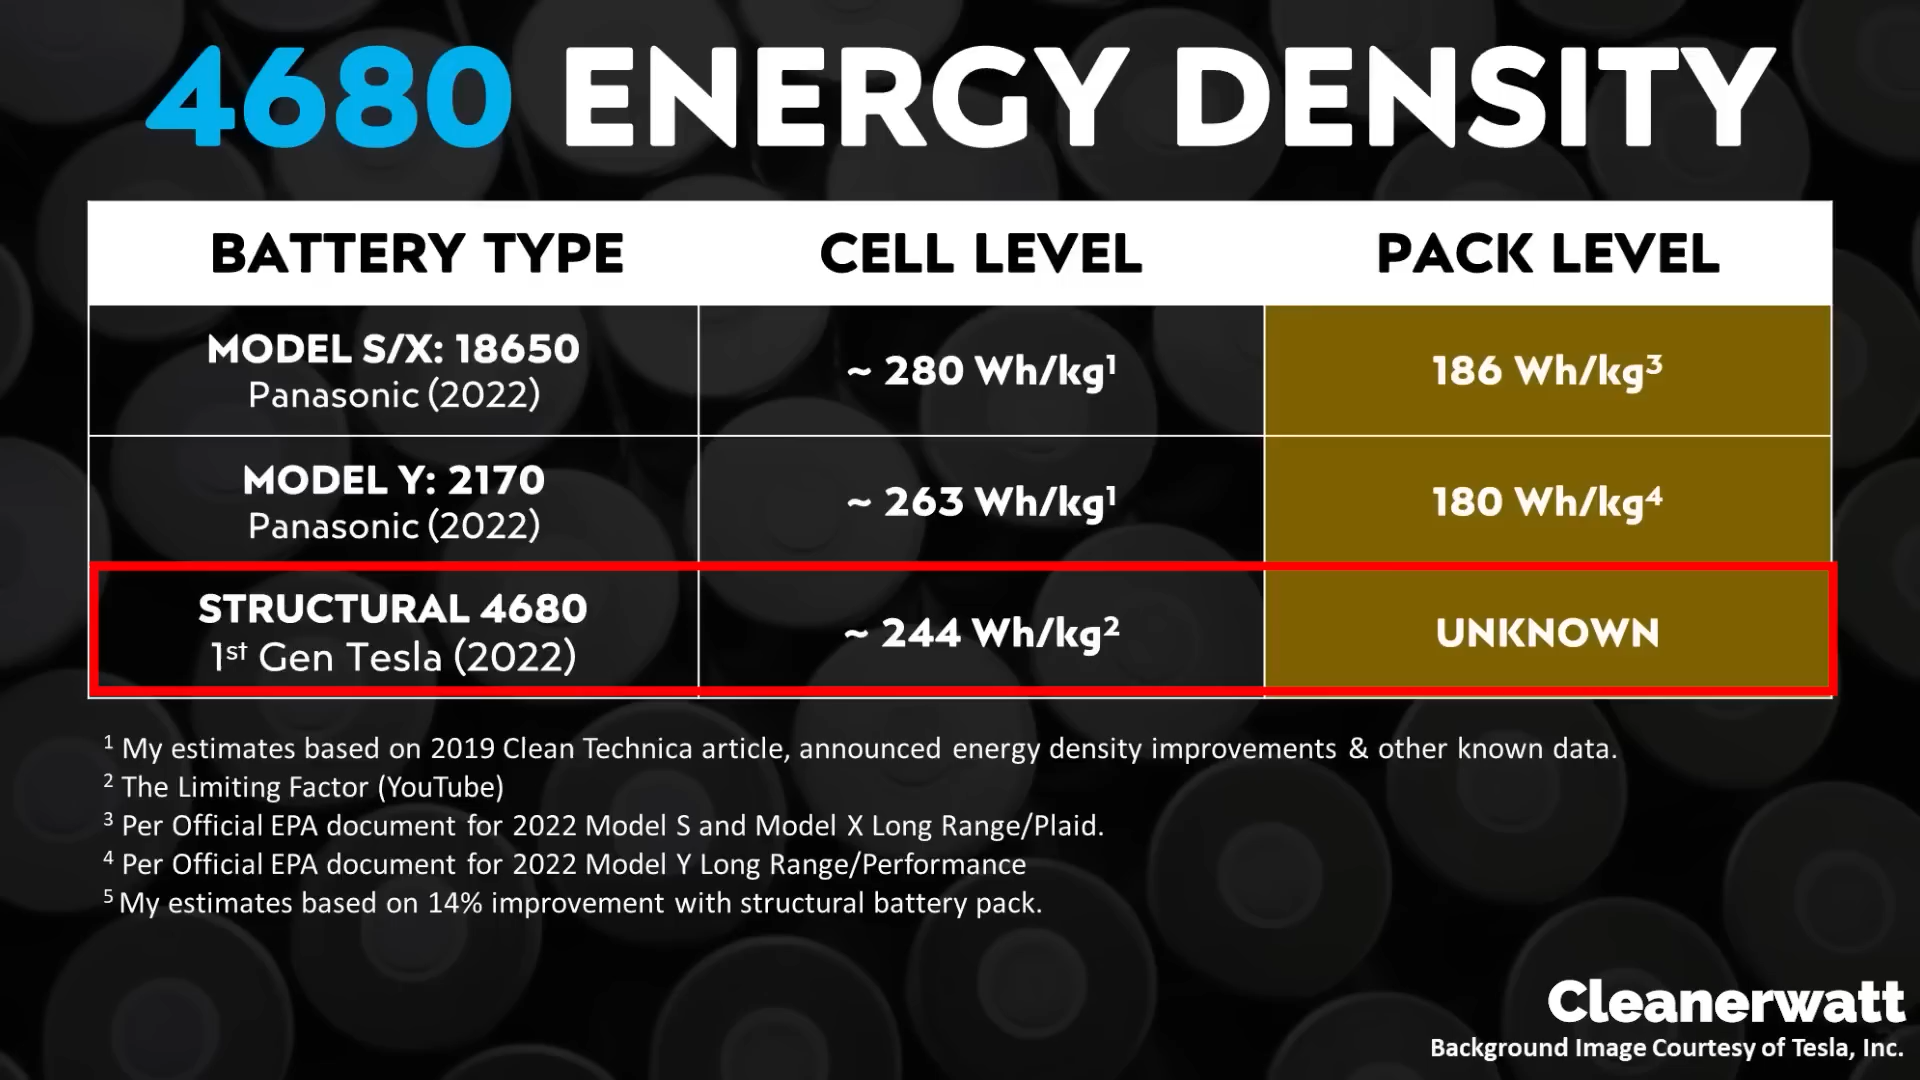 4680 ENERGY DENSITY
BATTERY TYPE CELL LEVEL PACK LEVEL
MODEL S/X: 18650
Panasonic (2022)
~ 280 Wh/kg¹
186 Wh/kg³
MODEL Y: 2170
Panasonic (2022)
~ 263 Wh/kg¹
180 Wh/kg⁴
STRUCTURAL 4680
1st Gen Tesla (2022)
~ 244 Wh/kg²
UNKNOWN
¹ My estimates based on 2019 Clean Technica article, announced energy density improvements & other known data.
² The Limiting Factor (YouTube)
³ Per Official EPA document for 2022 Model S and Model X Long Range/Plaid.
⁴ Per Official EPA document for 2022 Model Y Long Range/Performance
⁵ My estimates based on 14% improvement with structural battery pack.
Cleanerwatt
Background Image Courtesy of Tesla, Inc.